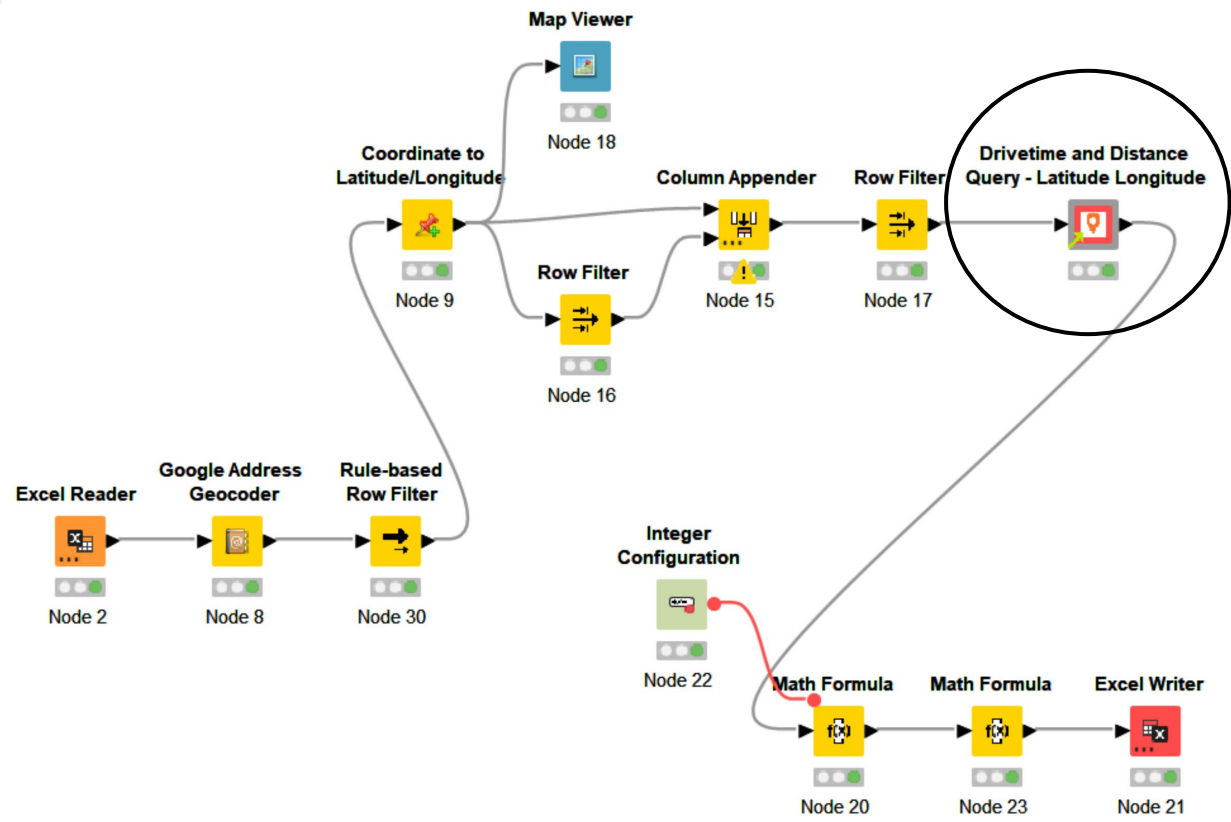 Map Viewer
Node 18
Coordinate to
Latitude/Longitude
Node 9
Column Appender
Node 15
Row Filter
Node 17
Drivetime and Distance
Query - Latitude Longitude
Row Filter
Node 16
Excel Reader
Node 2
Google Address
Geocoder
Node 8
Rule-based
Row Filter
Node 30
Integer
Configuration
Node 22
Math Formula
f(x)
Node 20
Math Formula
f(x)
Node 23
Excel Writer
Node 21